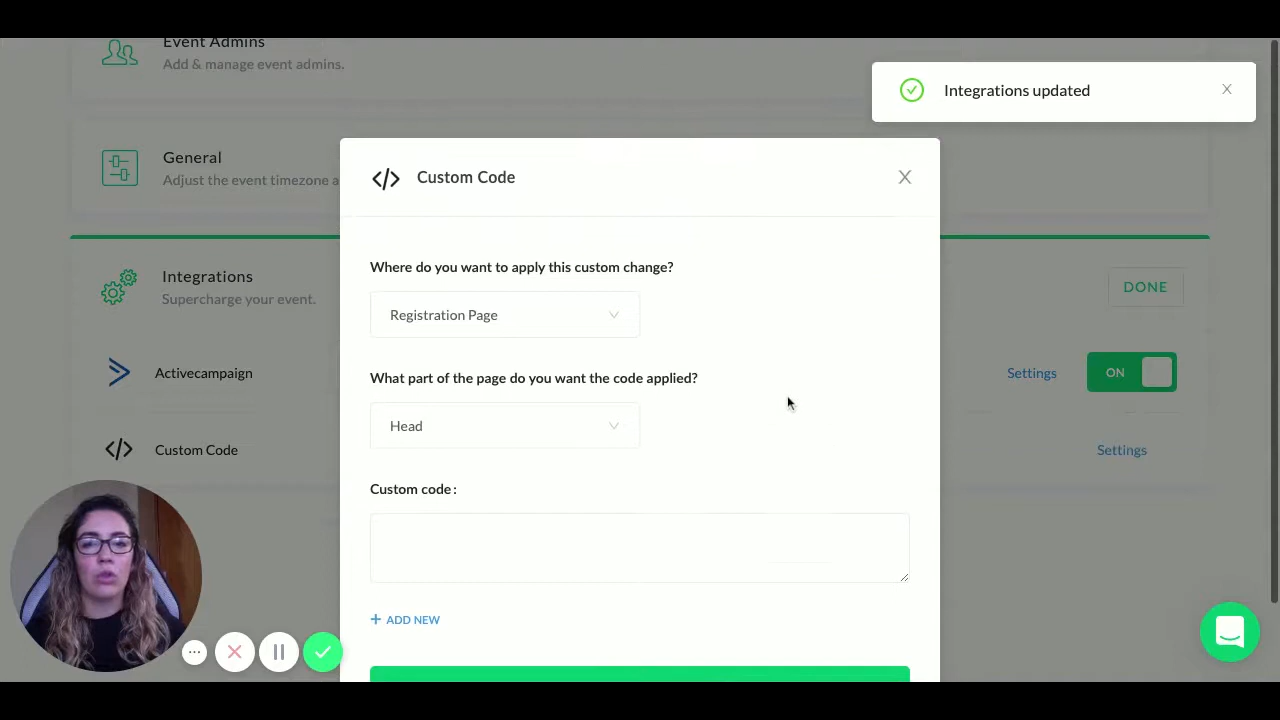 Event Admins
Add & manage event admins.
Integrations updated
General
Adjust the event timezone a
</> Custom Code
Where do you want to apply this custom change?
Registration Page
Integrations
Supercharge your event.
DONE
What part of the page do you want the code applied?
Activecampaign
Settings
ON
Head
</> Custom Code
Settings
Custom code:
+ ADD NEW